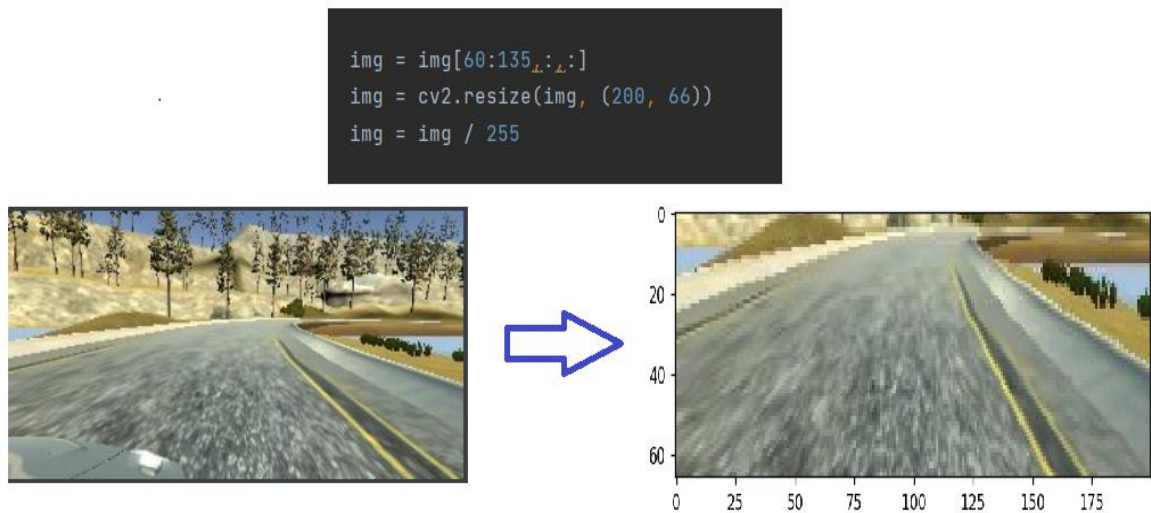 img = img[60:135,:,:]
img = cv2.resize(img, (200, 66))
img = img / 255
0
20
40
60
0 25 50 75 100 125 150 175